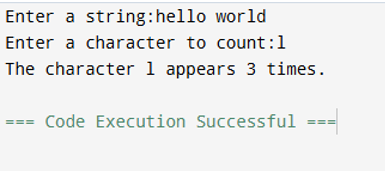 Enter a string:hello world
Enter a character to count:l
The character l appears 3 times.
=== Code Execution Successful ===